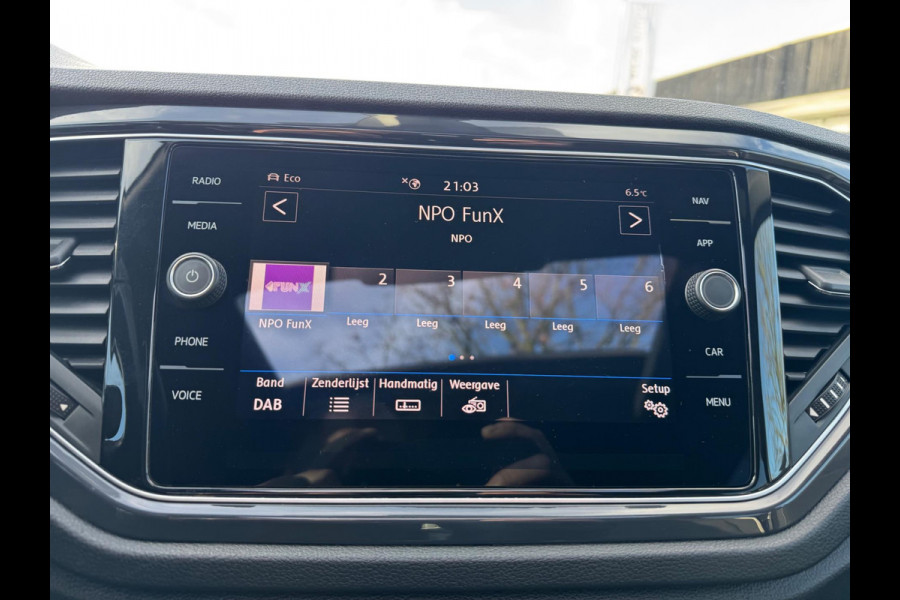 RADIO
MEDIA
PHONE
VOICE
Eco
21:03
6.5°C
<
NPO FunX
NPO
>
FUNX
2
3
4
5
6
NPO FunX
Leeg
Leeg
Leeg
Leeg
Leeg
Band
DAB
Zenderlijst
Handmatig
Weergave
Setup
NAV
APP
CAR
MENU